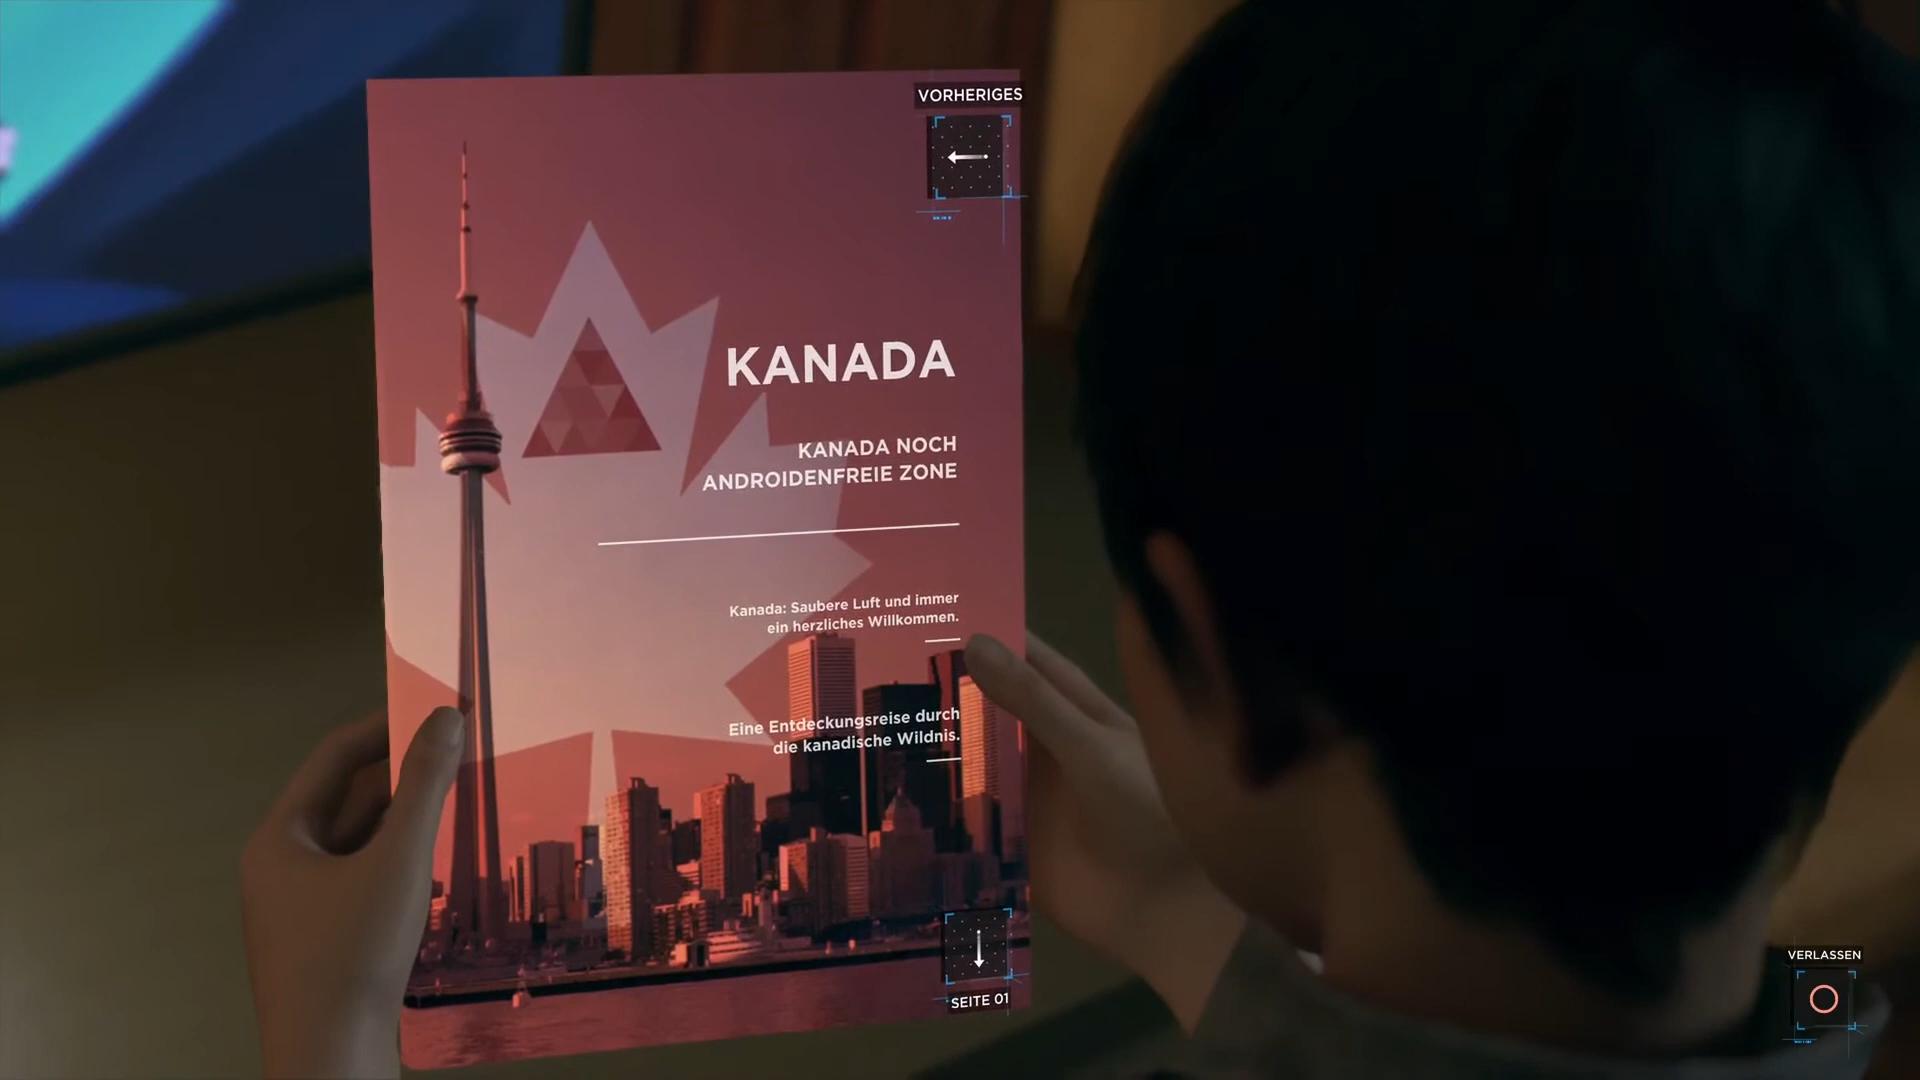 VORHERIGES
KANADA
KANADA NOCH
ANDROIDENFREIE ZONE
Kanada: Saubere Luft und immer
ein herzliches Willkommen.
Eine Entdeckungsreise durch
die kanadische Wildnis.
SEITE 01
VERLASSEN